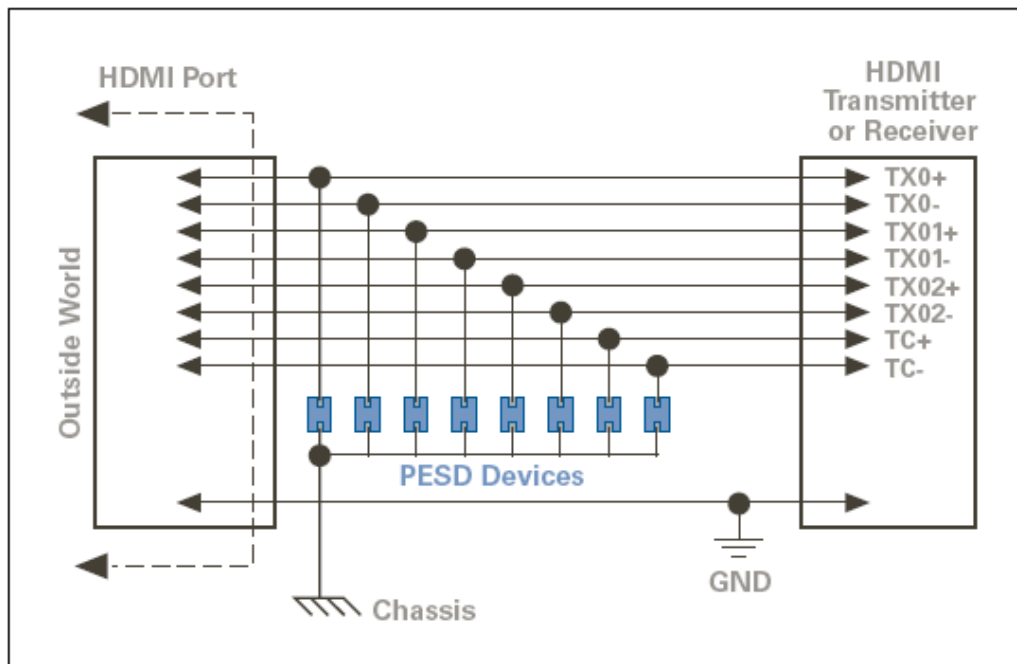 HDMI Port
HDMI
Transmitter
or Receiver
Outside World
TX0+
TX0-
TX01+
TX01-
TX02+
TX02-
TC+
TC-
PESD Devices
GND
Chassis